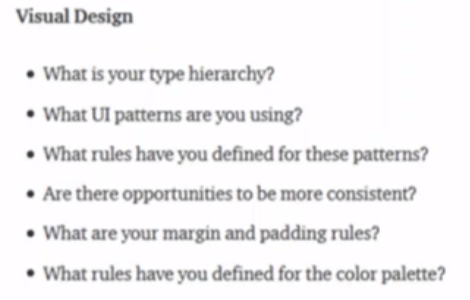 Visual Design
• What is your type hierarchy?
• What UI patterns are you using?
• What rules have you defined for these patterns?
• Are there opportunities to be more consistent?
• What are your margin and padding rules?
• What rules have you defined for the color palette?